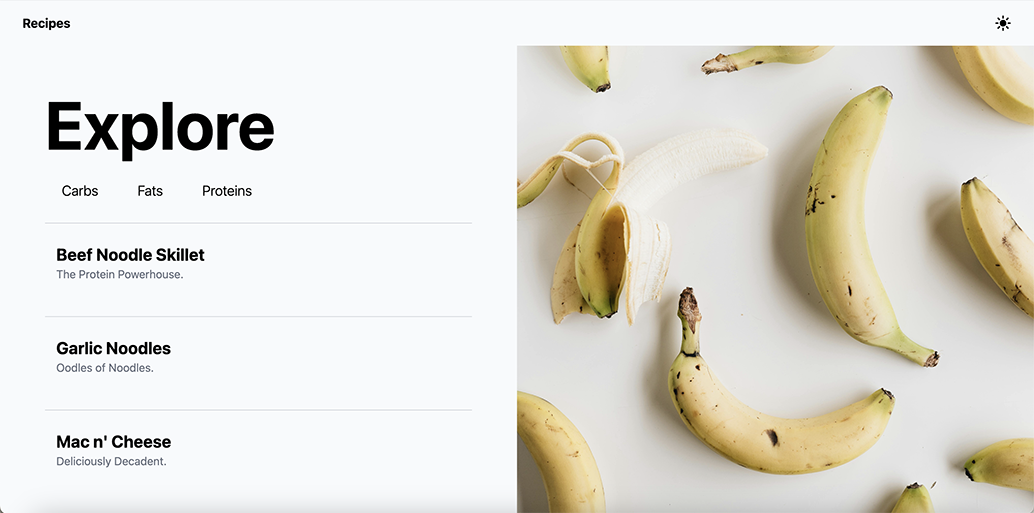 Recipes
Explore
Carbs Fats Proteins
Beef Noodle Skillet
The Protein Powerhouse.
Garlic Noodles
Oodles of Noodles.
Mac n' Cheese
Deliciously Decadent.